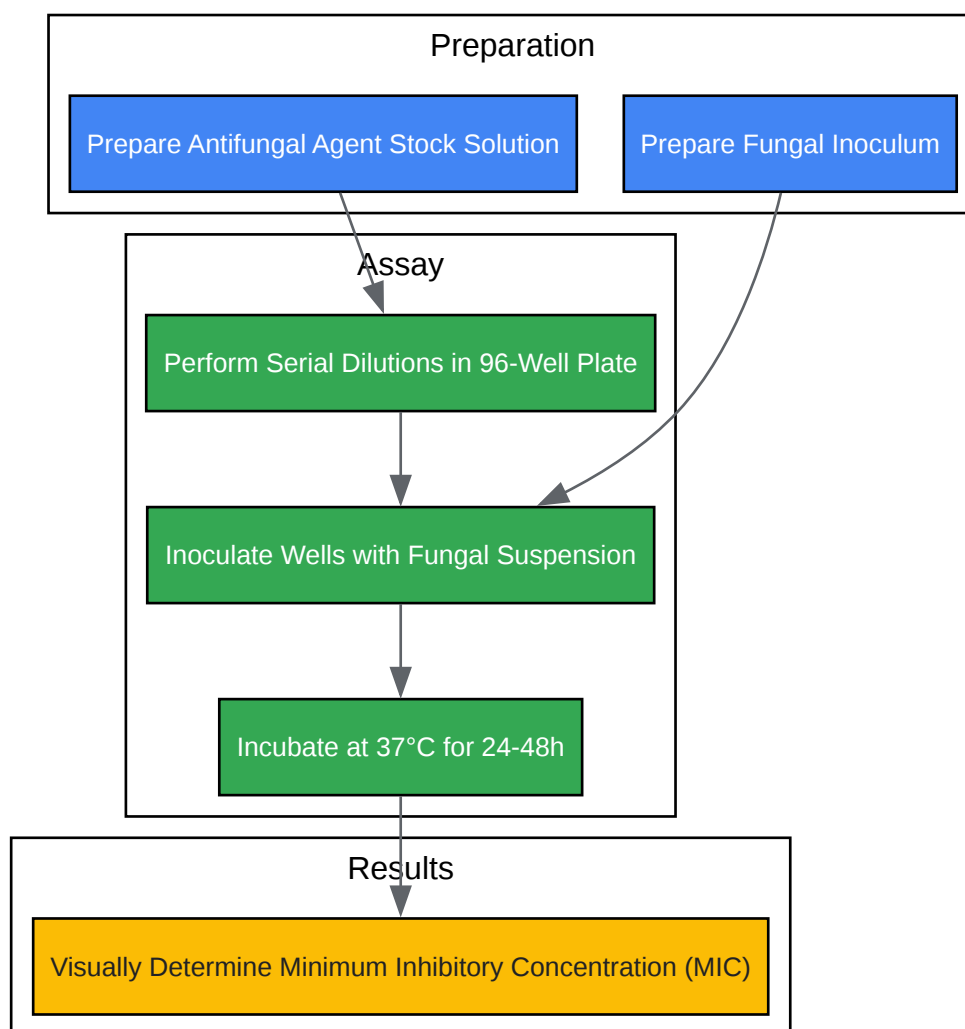 Preparation
Prepare Antifungal Agent Stock Solution
Prepare Fungal Inoculum
Assay
Perform Serial Dilutions in 96-Well Plate
Inoculate Wells with Fungal Suspension
Incubate at 37°C for 24-48h
Results
Visually Determine Minimum Inhibitory Concentration (MIC)